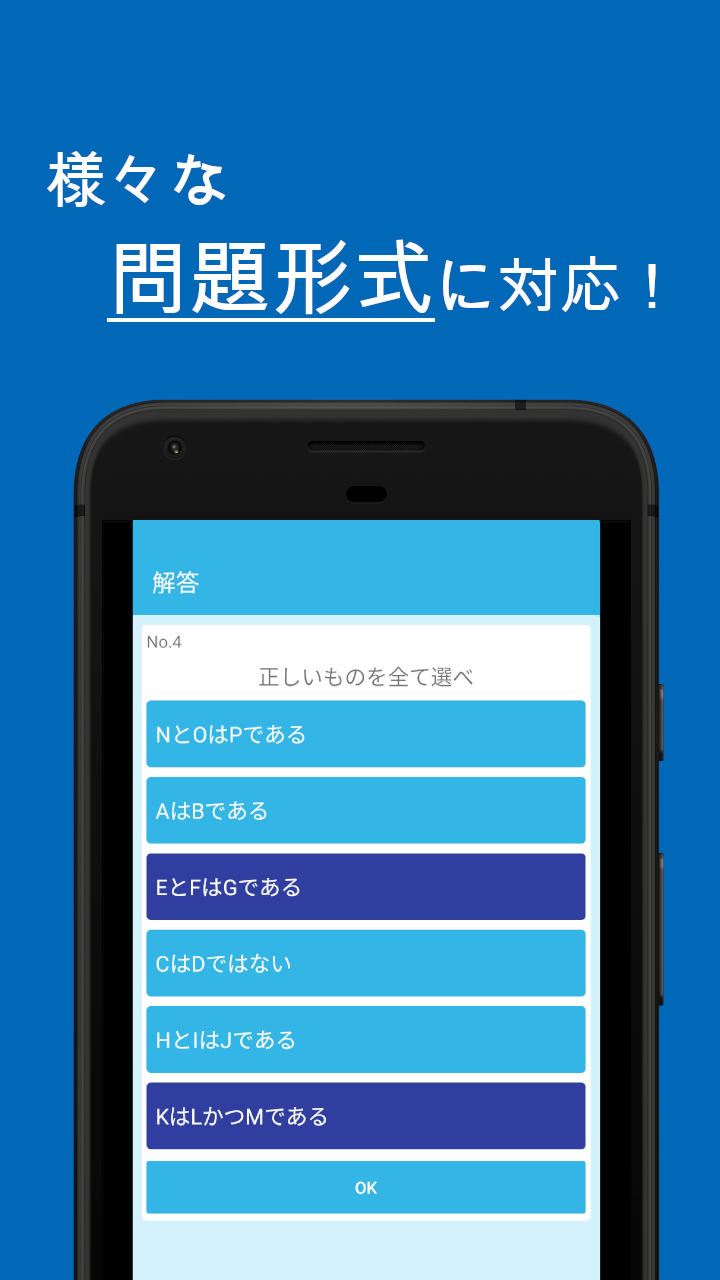 様々な
問題形式に対応！
解答
No.4
正しいものを全て選べ
NとOはPである
AはBである
EとFはGである
CはDではない
HとIはJである
KはLかつMである
OK